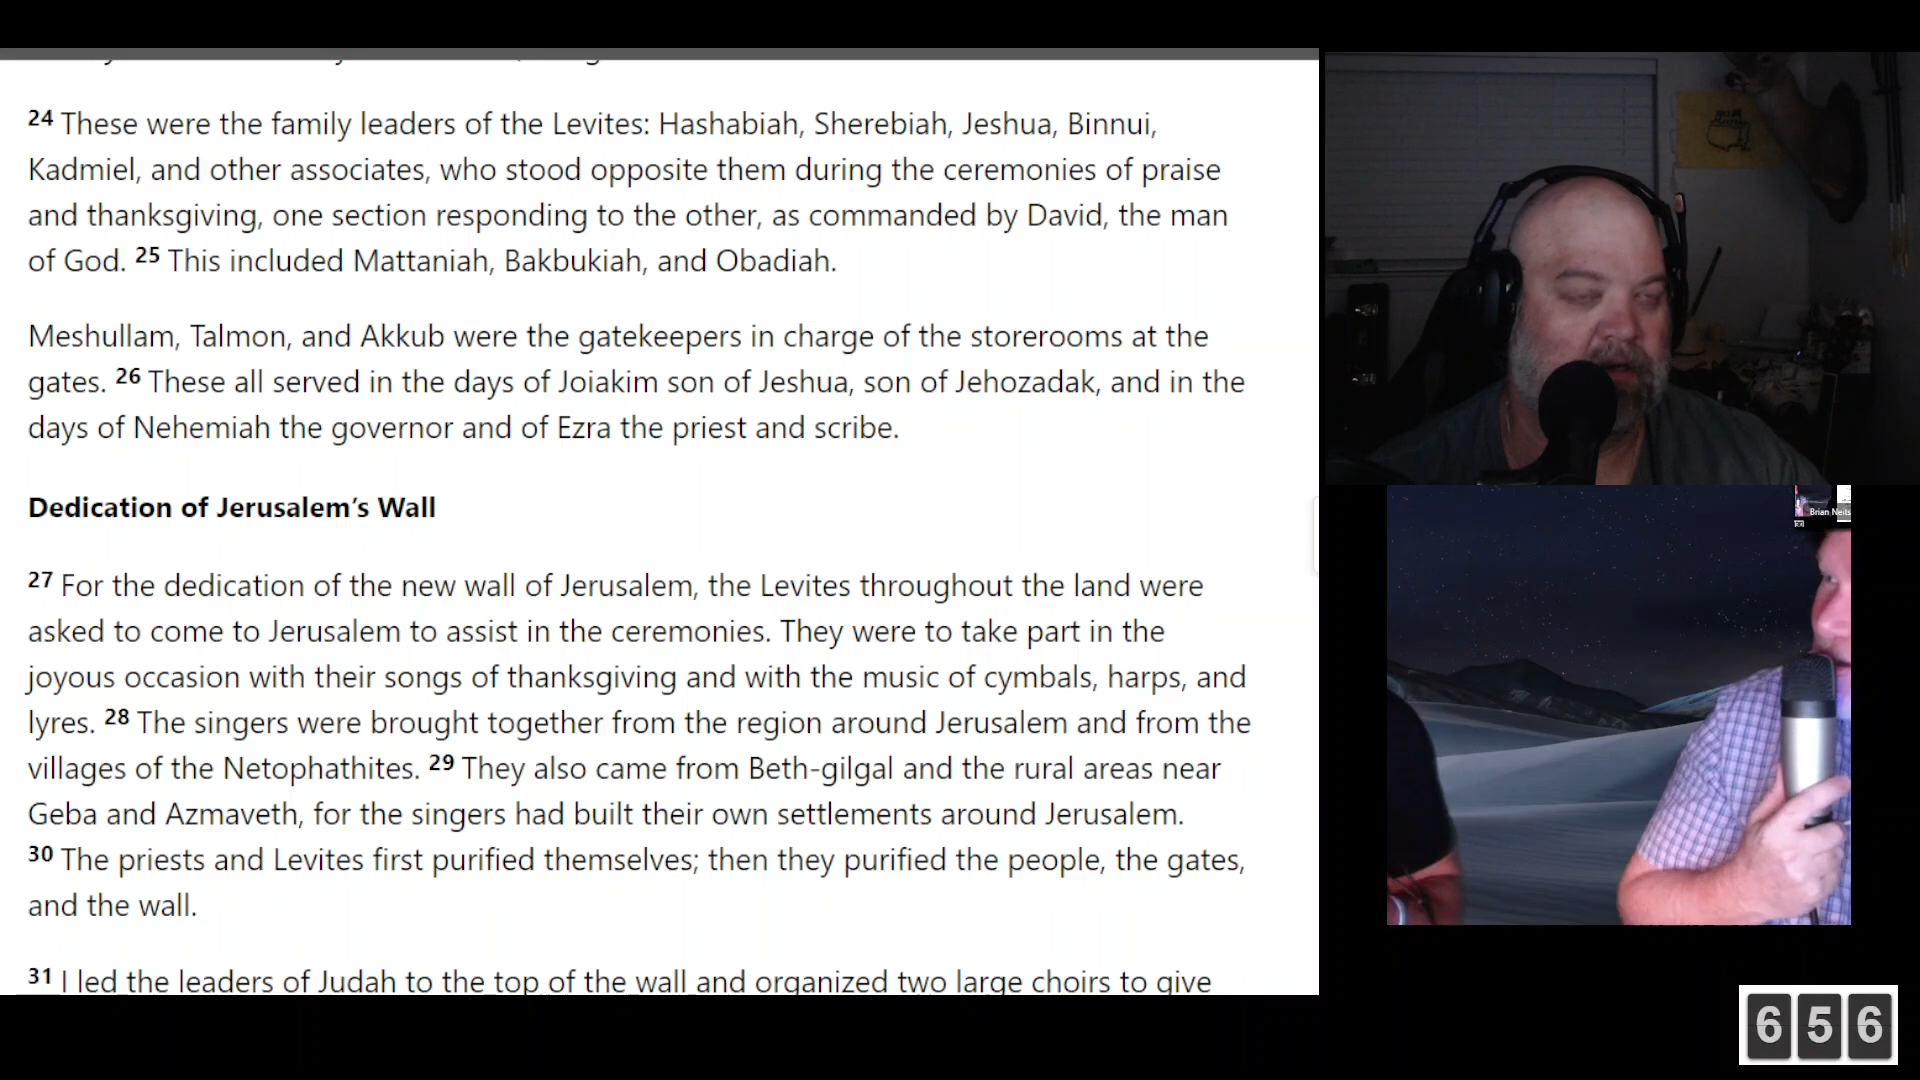 24 These were the family leaders of the Levites: Hashabiah, Sherebiah, Jeshua, Binnui,
Kadmiel, and other associates, who stood opposite them during the ceremonies of praise
and thanksgiving, one section responding to the other, as commanded by David, the man
of God. 25 This included Mattaniah, Bakbukiah, and Obadiah.
Meshullam, Talmon, and Akkub were the gatekeepers in charge of the storerooms at the
gates. 26 These all served in the days of Joiakim son of Jeshua, son of Jehozadak, and in the
days of Nehemiah the governor and of Ezra the priest and scribe.
Dedication of Jerusalem’s Wall
27 For the dedication of the new wall of Jerusalem, the Levites throughout the land were
asked to come to Jerusalem to assist in the ceremonies. They were to take part in the
joyous occasion with their songs of thanksgiving and with the music of cymbals, harps, and
lyres. 28 The singers were brought together from the region around Jerusalem and from the
villages of the Netophathites. 29 They also came from Beth-gilgal and the rural areas near
Geba and Azmaveth, for the singers had built their own settlements around Jerusalem.
30 The priests and Levites first purified themselves; then they purified the people, the gates,
and the wall.
31 I led the leaders of Judah to the top of the wall and organized two large choirs to give
Brian Neits
656